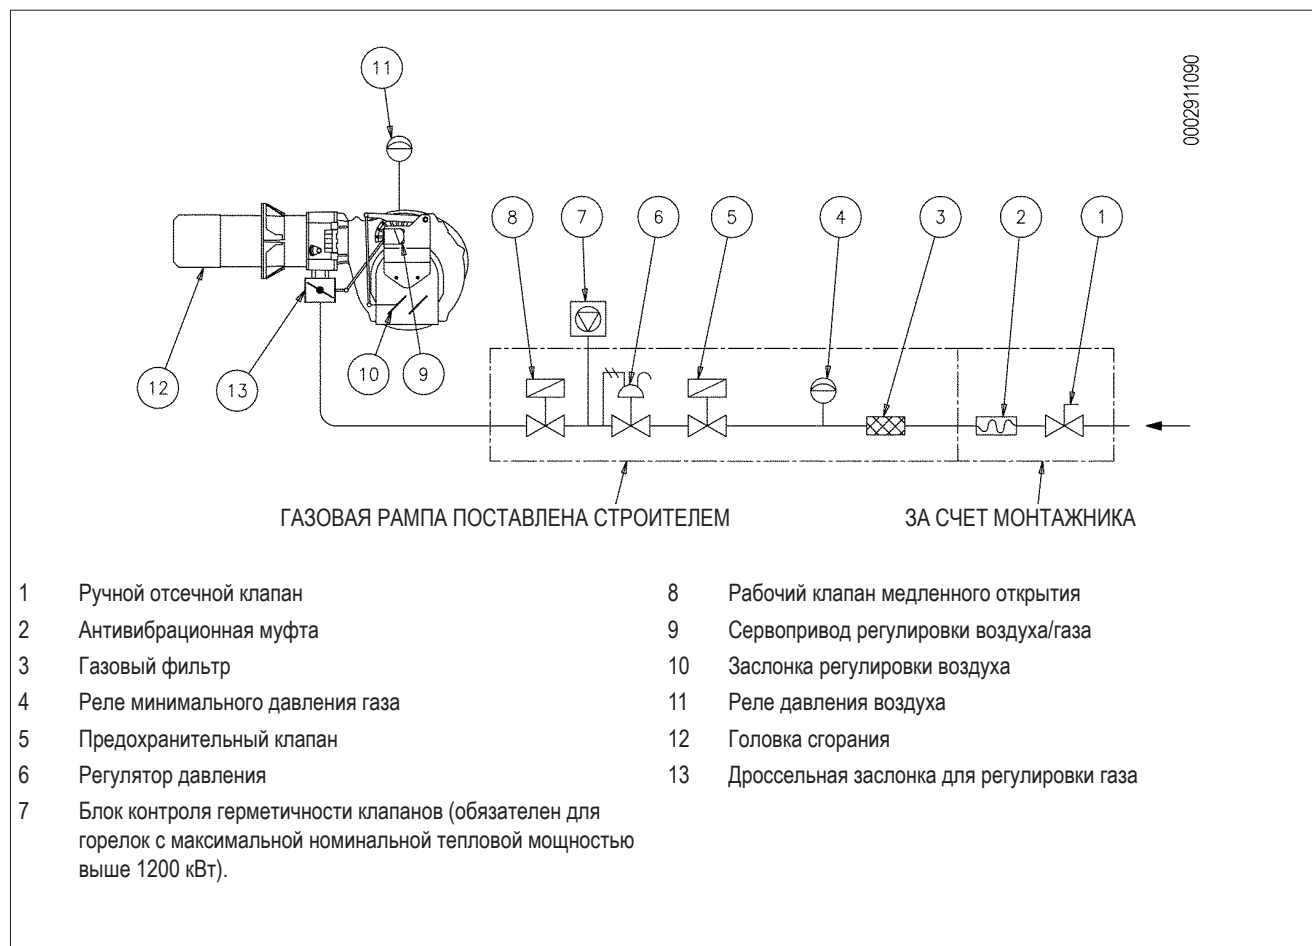 11
0002911090
8
7
6
5
4
3
2
1
12
13
10
9
ГАЗОВАЯ РАМПА ПОСТАВЛЕНА СТРОИТЕЛЕМ
ЗА СЧЕТ МОНТАЖНИКА
1 Ручной отсечной клапан
2 Антивибрационная муфта
3 Газовый фильтр
4 Реле минимального давления газа
5 Предохранительный клапан
6 Регулятор давления
7 Блок контроля герметичности клапанов (обязателен для
горелок с максимальной номинальной тепловой мощностью
выше 1200 кВт).
8 Рабочий клапан медленного открытия
9 Сервопривод регулировки воздуха/газа
10 Заслонка регулировки воздуха
11 Реле давления воздуха
12 Головка сгорания
13 Дроссельная заслонка для регулировки газа